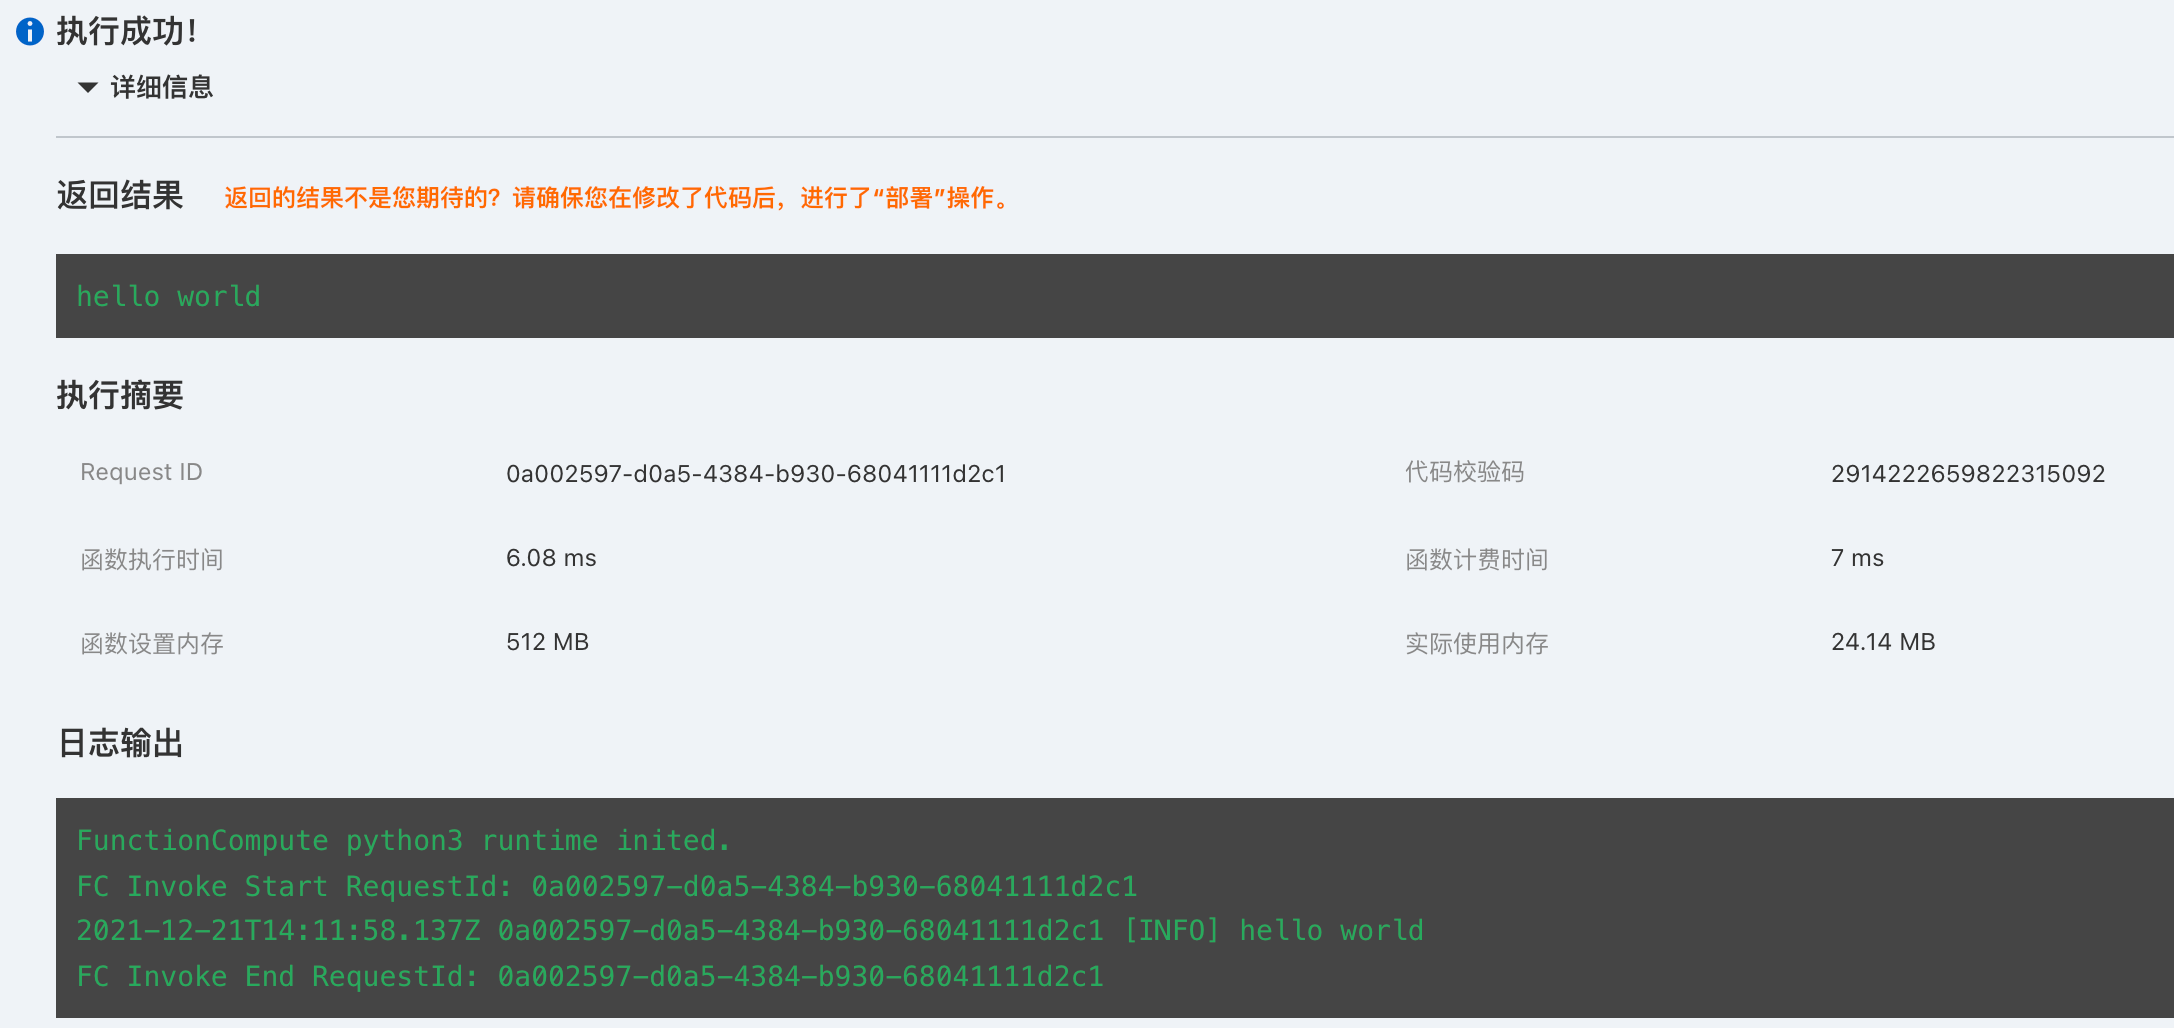 执行成功！
详细信息
返回结果 返回的结果不是您期待的？请确保您在修改了代码后，进行了“部署”操作。
hello world
执行摘要
Request ID 0a002597-d0a5-4384-b930-68041111d2c1 代码校验码 2914222659822315092
函数执行时间 6.08 ms 函数计费时间 7 ms
函数设置内存 512 MB 实际使用内存 24.14 MB
日志输出
FunctionCompute python3 runtime inited.
FC Invoke Start RequestId: 0a002597-d0a5-4384-b930-68041111d2c1
2021-12-21T14:11:58.137Z 0a002597-d0a5-4384-b930-68041111d2c1 [INFO] hello world
FC Invoke End RequestId: 0a002597-d0a5-4384-b930-68041111d2c1